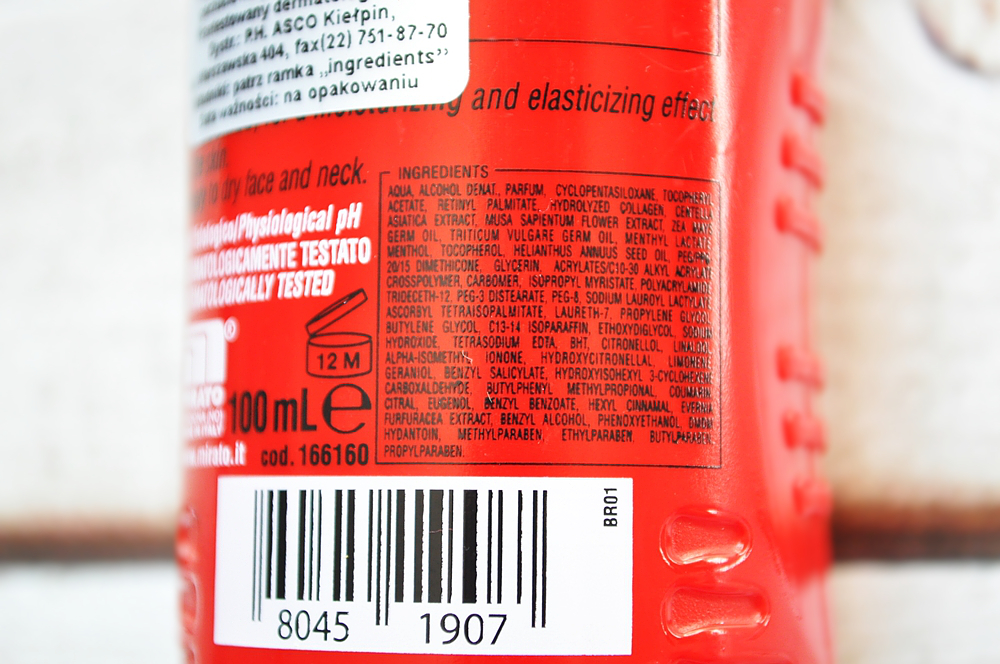 testowany
P.H. ASCO Kiełpin,
404, fax(22) 751-87-70
patrz ramka „ingredients”
ważności: na opakowaniu
moisturizing and elasticizing effect
to dry face and neck.
Physiological pH
TESTATO
TESTED
12 M
100 mL e
www.mirato.it cod. 166160
INGREDIENTS
AQUA, ALCOHOL DENAT., PARFUM, CYCLOPENTASILOXANE, TOCOPHERYL
ACETATE, RETINYL PALMITATE, HYDROLYZED COLLAGEN, CENTELLA
ASIATICA EXTRACT, MUSA SAPIENTUM FLOWER EXTRACT, ZEA MAYS
GERM OIL, TRITICUM VULGARE GERM OIL, MENTHYL LACTATE,
MENTHOL, TOCOPHEROL, HELIANTHUS ANNUUS SEED OIL, PEG/PPG-
20/15 DIMETHICONE, GLYCERIN, ACRYLATES/C10-30 ALKYL ACRYLATE
CROSSPOLYMER, CARBOMER, ISOPROPYL MYRISTATE, POLYACRYLAMIDE,
TRIDECETH-12, PEG-3 DISTEARATE, PEG-8, SODIUM LAUROYL LACTYLATE,
ASCORBYL TETRAISOPALMITATE, LAURETH-7, PROPYLENE GLYCOL,
BUTYLENE GLYCOL, C13-14 ISOPARAFFIN, ETHOXYDIGLYCOL, SODIUM
HYDROXIDE, TETRASODIUM EDTA, BHT, CITRONELLOL, LINALOOL,
ALPHA-ISOMETHYL IONONE, HYDROXYCITRONELLAL, LIMONENE,
GERANIOL, BENZYL SALICYLATE, HYDROXYISOHEXYL 3-CYCLOHEXENE
CARBOXALDEHYDE, BUTYLPHENYL METHYLPROPIONAL, COUMARIN,
CITRAL, EUGENOL, BENZYL BENZOATE, HEXYL CINNAMAL, EVERNIA
FURFURACEA EXTRACT, BENZYL ALCOHOL, PHENOXYETHANOL, DMDM
HYDANTOIN, METHYLPARABEN, ETHYLPARABEN, BUTYLPARABEN,
PROPYLPARABEN.
BR01
8045 1907